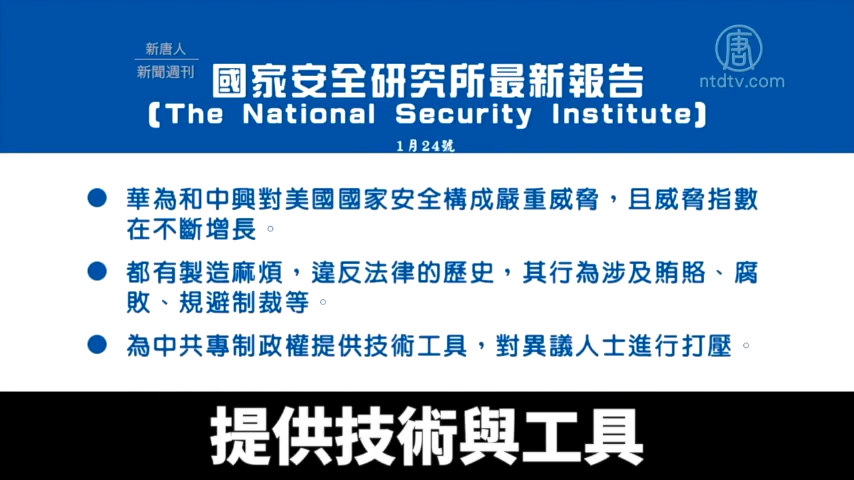 新唐人
新聞週刊
唐
ntdtv.com
國家安全研究所最新報告
(The National Security Institute)
1月24號
● 華為和中興對美國國家安全構成嚴重威脅，且威脅指數
在不斷增長。
● 都有製造麻煩，違反法律的歷史，其行為涉及賄賂、腐
敗、規避制裁等。
● 為中共專制政權提供技術工具，對異議人士進行打壓。
提供技術與工具